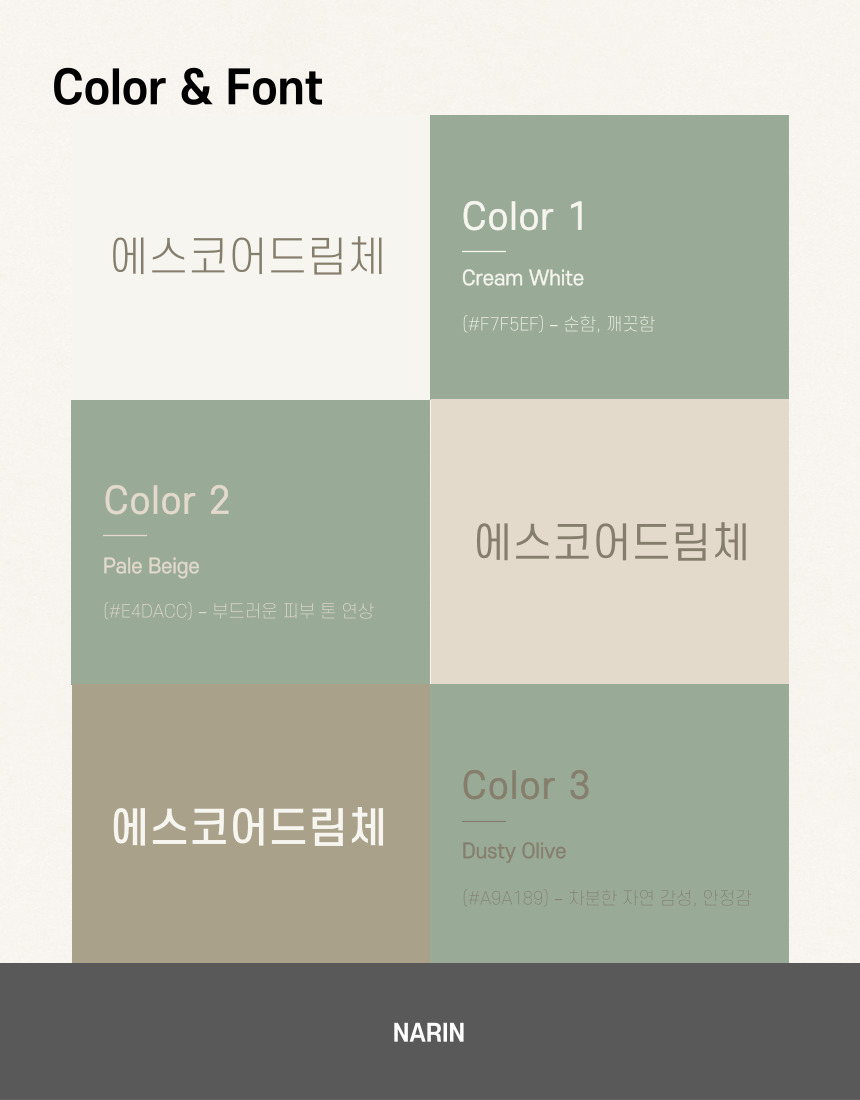 Color & Font
에스코어드림체
Color 1
Cream White
(#F7F5EF) – 순함, 깨끗함
Color 2
Pale Beige
(#E4DACC) – 부드러운 피부 톤 연상
에스코어드림체
에스코어드림체
Color 3
Dusty Olive
(#A9A189) – 차분한 자연 감성, 안정감
NARIN